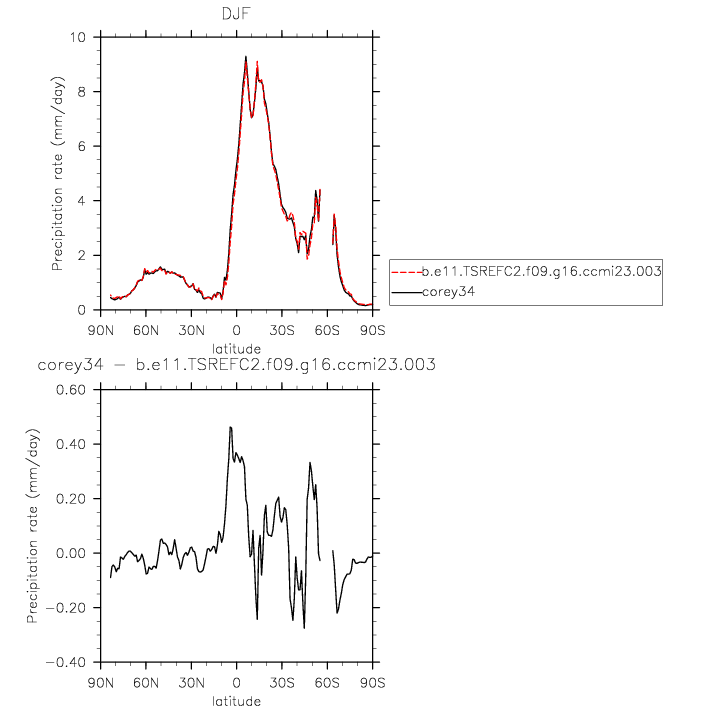 DJF
10
8
6
4
2
0
Precipitation rate (mm/day)
90N 60N 30N 0 30S 60S 90S
latitude
b.e11.TSREFC2.f09.g16.ccmi23.003
corey34
corey34 - b.e11.TSREFC2.f09.g16.ccmi23.003
0.60
0.40
0.20
0.00
-0.20
-0.40
Precipitation rate (mm/day)
90N 60N 30N 0 30S 60S 90S
latitude